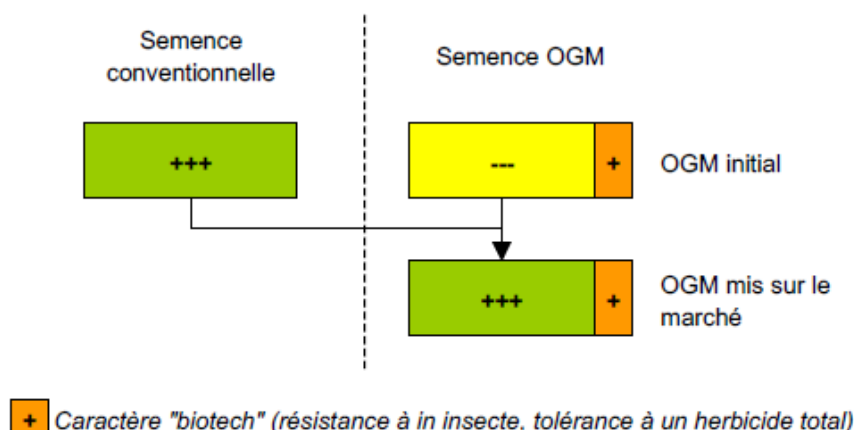 Semence
conventionnelle
Semence OGM
+++
---
+
OGM initial
+++
+
OGM mis sur le
marché
+ Caractère "biotech" (résistance à in insecte, tolérance à un herbicide total)